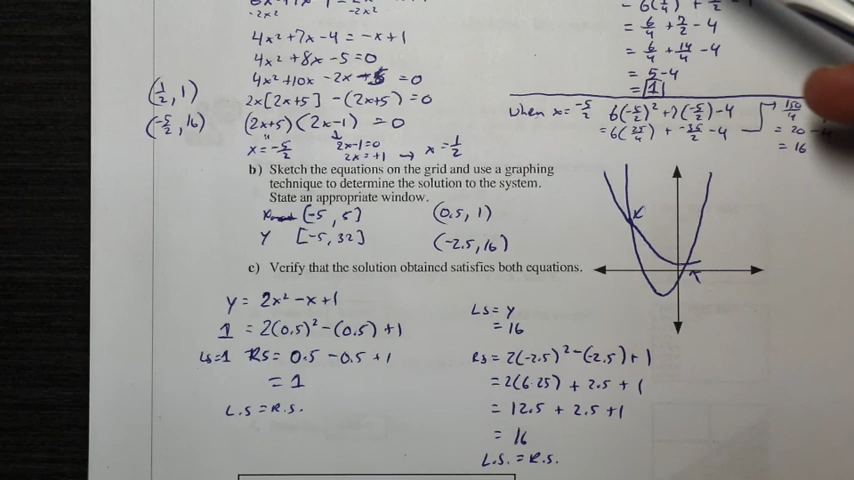 -2x² -2x²
4x² + 7x - 4 = -x + 1
4x² + 8x - 5 = 0
4x² + 10x - 2x - 5 = 0
2x[2x+5] - (2x+5) = 0
(2x+5)(2x-1) = 0
x = -5/2
2x-1=0
2x = +1 → x = 1/2
(1/2, 1)
(-5/2, 16)
= 6/4 + 7/2 - 4
= 6/4 + 14/4 - 4
= 5 - 4
= 1
when x = -5/2 6(-5/2)² + 7(-5/2) - 4
= 6(25/4) + -35/2 - 4
150/4
= 20 - 4
= 16
b) Sketch the equations on the grid and use a graphing
technique to determine the solution to the system.
State an appropriate window.
x [-5, 5] (0.5, 1)
Y [-5, 32] (-2.5, 16)
c) Verify that the solution obtained satisfies both equations.
y = 2x² - x + 1
1 = 2(0.5)² - (0.5) + 1
LS=1 RS = 0.5 - 0.5 + 1
= 1
L.S = R.S.
LS = y
= 16
RS = 2(-2.5)² - (-2.5) + 1
= 2(6.25) + 2.5 + 1
= 12.5 + 2.5 + 1
= 16
L.S. = R.S.